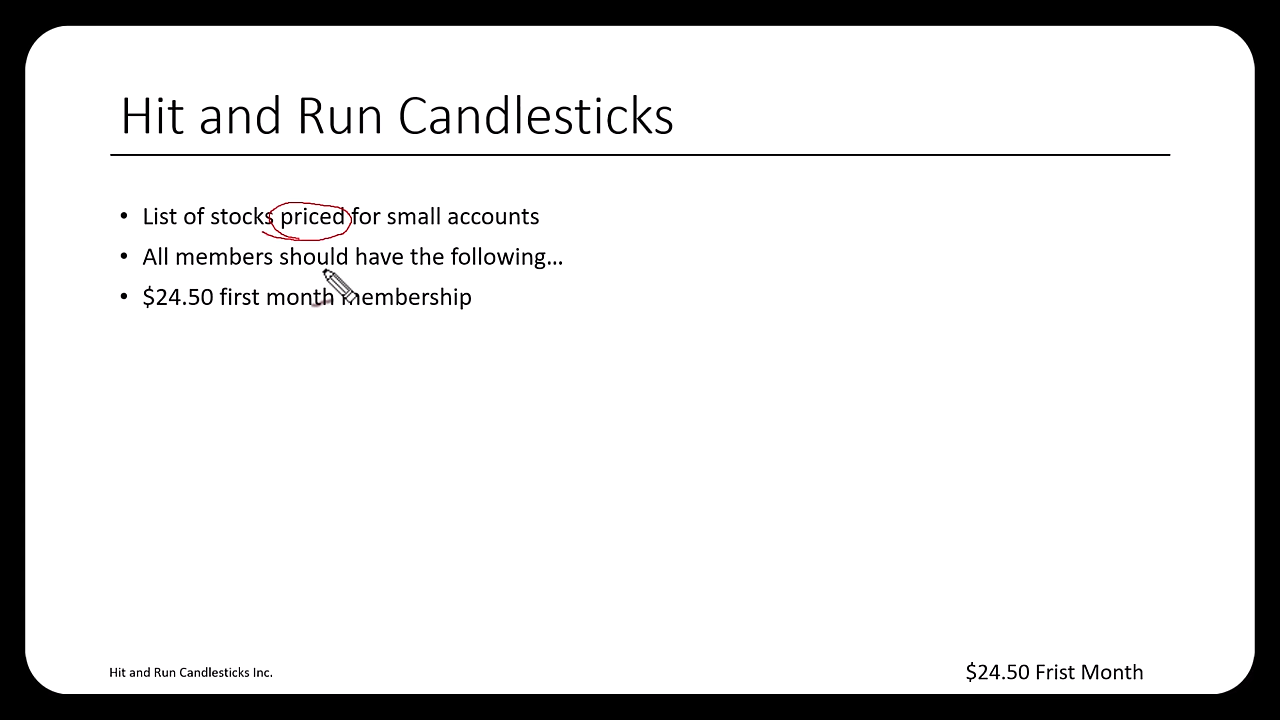 Hit and Run Candlesticks
• List of stocks priced for small accounts
• All members should have the following...
• $24.50 first month membership
Hit and Run Candlesticks Inc.
$24.50 Frist Month